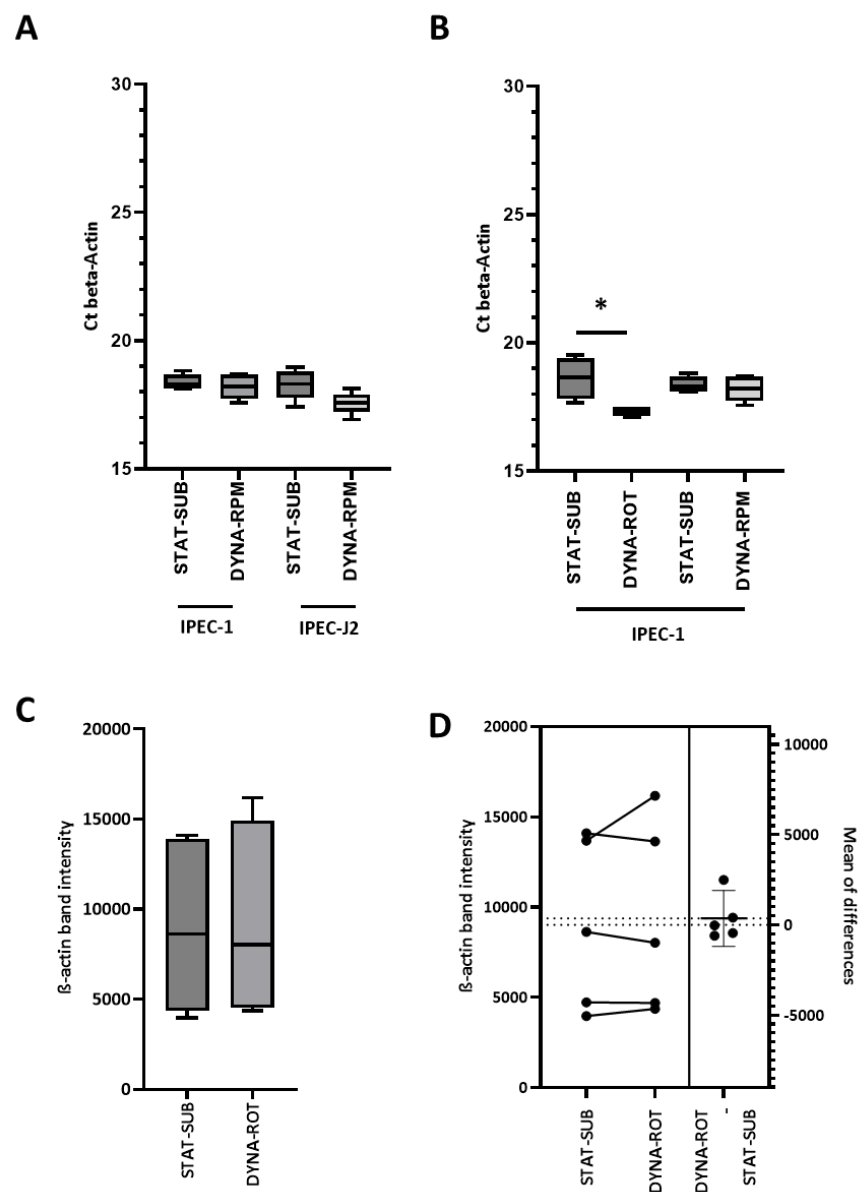 A
30
25
20
15
Ct beta-Actin
STAT-SUB
DYNA-RPM
STAT-SUB
DYNA-RPM
IPEC-1
IPEC-J2
B
30
25
20
15
Ct beta-Actin
*
STAT-SUB
DYNA-ROT
STAT-SUB
DYNA-RPM
IPEC-1
C
20000
15000
10000
5000
0
ß-actin band intensity
STAT-SUB
DYNA-ROT
D
20000
15000
10000
5000
0
ß-actin band intensity
10000
5000
0
-5000
Mean of differences
STAT-SUB
DYNA-ROT
DYNA-ROT
-
STAT-SUB